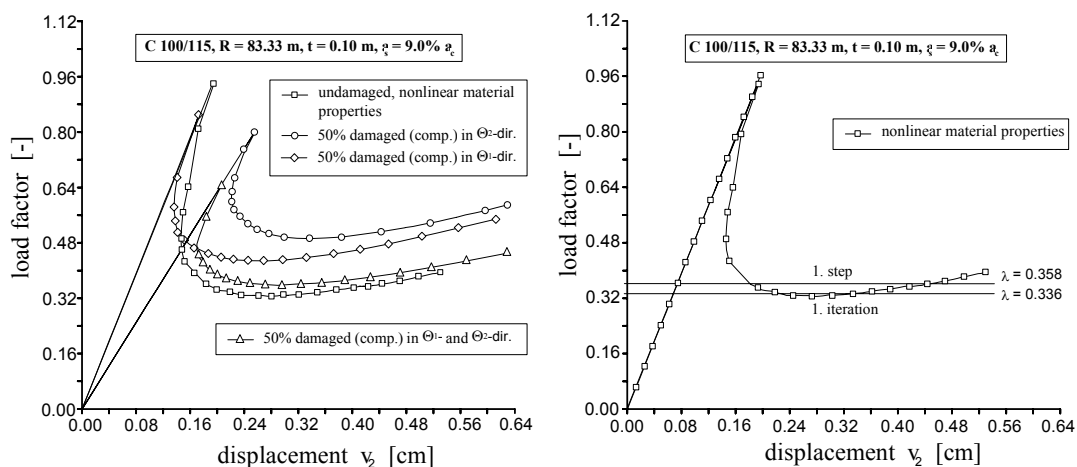 1.12
0.96
0.80
0.64
0.48
0.32
0.16
0.00
load factor [-]
C 100/115, R = 83.33 m, t = 0.10 m, aₛ = 9.0% a꜀
undamaged, nonlinear material
properties
50% damaged (comp.) in Θ²-dir.
50% damaged (comp.) in Θ¹-dir.
50% damaged (comp.) in Θ¹- and Θ²-dir.
0.00 0.08 0.16 0.24 0.32 0.40 0.48 0.56 0.64
displacement v₂ [cm]
1.12
0.96
0.80
0.64
0.48
0.32
0.16
0.00
load factor [-]
C 100/115, R = 83.33 m, t = 0.10 m, aₛ = 9.0% a꜀
nonlinear material properties
1. step
λ = 0.358
λ = 0.336
1. iteration
0.00 0.08 0.16 0.24 0.32 0.40 0.48 0.56 0.64
displacement v₂ [cm]